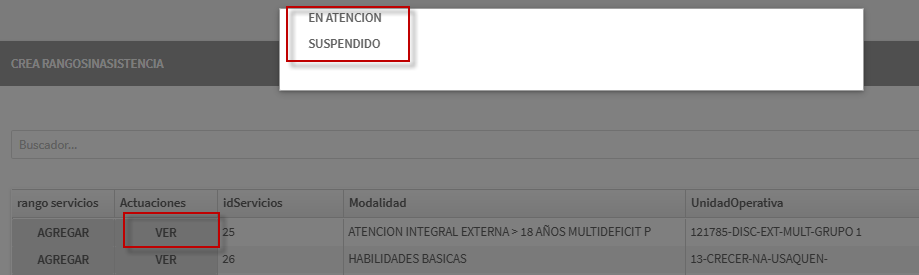 EN ATENCION
SUSPENDIDO
CREA RANGOSINASISTENCIA
Buscador...
rango servicios Actuaciones idServicios Modalidad UnidadOperativa
AGREGAR VER 25 ATENCION INTEGRAL EXTERNA > 18 AÑOS MULTIDEFICIT P 121785-DISC-EXT-MULT-GRUPO 1
AGREGAR VER 26 HABILIDADES BASICAS 13-CRECER-NA-USAQUEN-